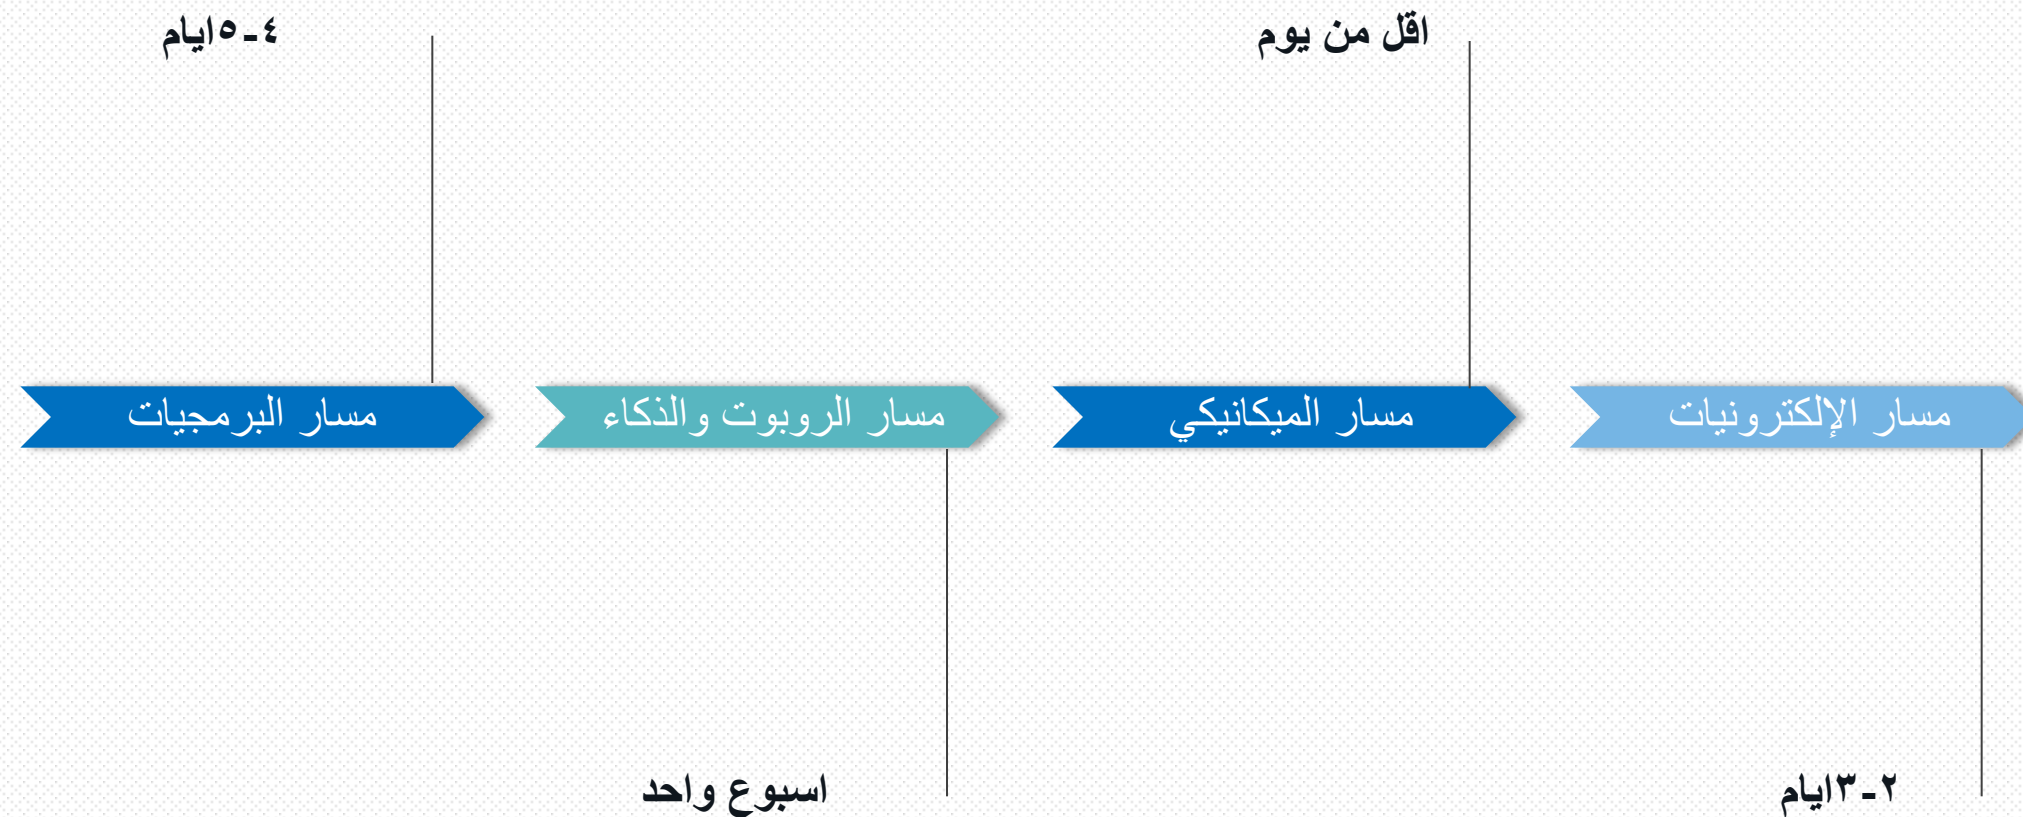 اقل من يوم
٤-٥ايام
مسار الإلكترونيات
مسار الميكانيكي
مسار الروبوت والذكاء
مسار البرمجيات
٢-٣ايام
اسبوع واحد